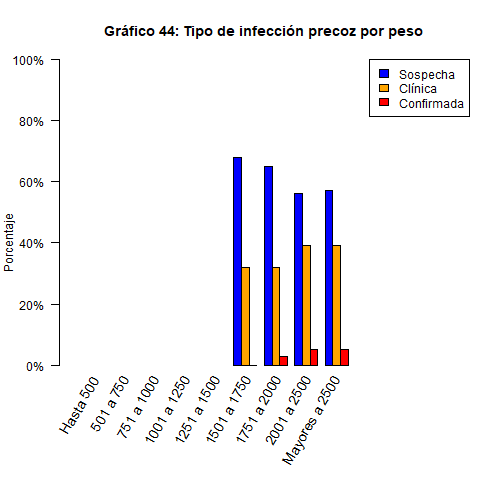 Gráfico 44: Tipo de infección precoz por peso
Sospecha
Clínica
Confirmada
Porcentaje
100%
80%
60%
40%
20%
0%
Hasta 500
501 a 750
751 a 1000
1001 a 1250
1251 a 1500
1501 a 1750
1751 a 2000
2001 a 2500
Mayores a 2500